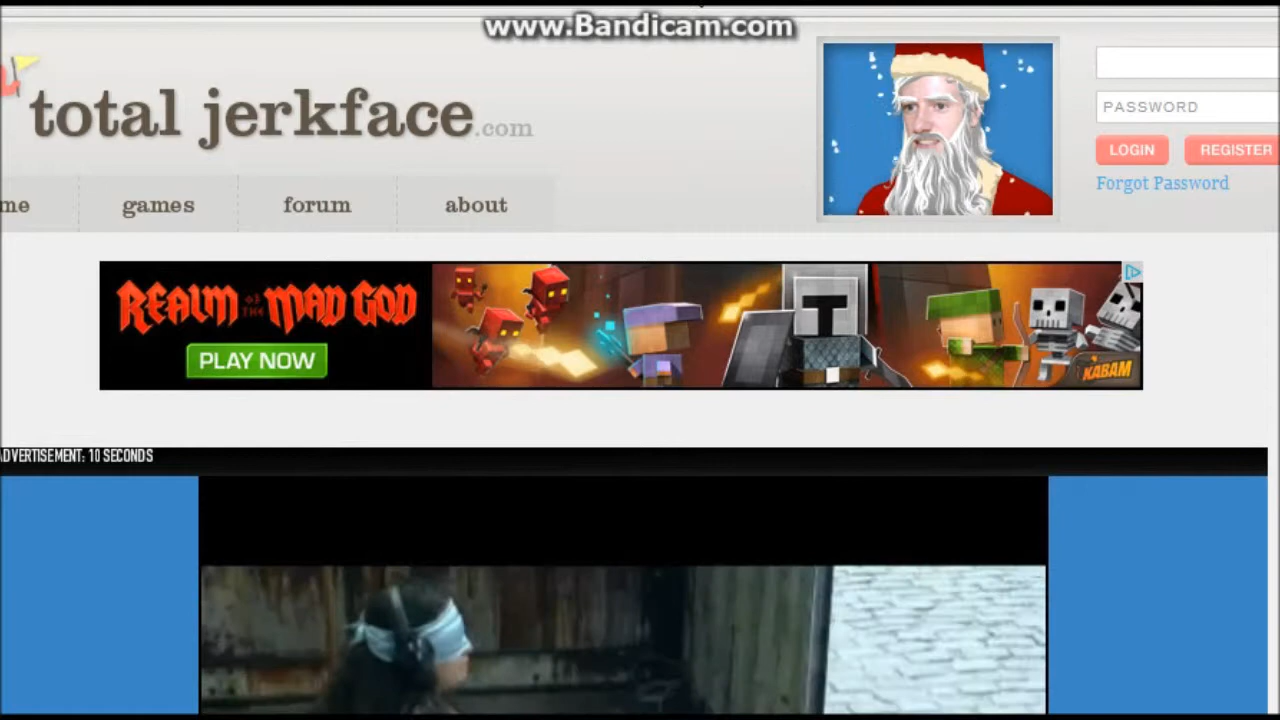 www.Bandicam.com
total jerkface.com
PASSWORD
LOGIN
REGISTER
Forgot Password
me
games
forum
about
REALM OF THE MAD GOD
PLAY NOW
KABAM
ADVERTISEMENT: 10 SECONDS